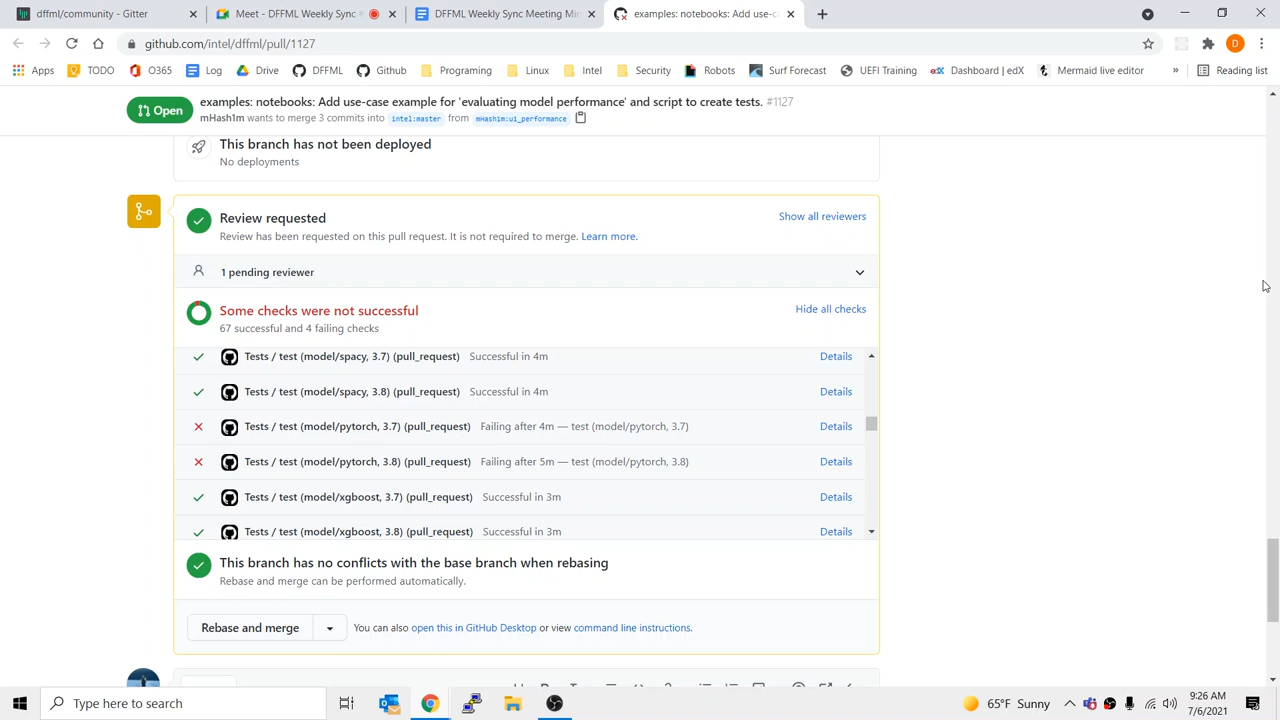 dffml/community - Gitter
Meet - DFFML Weekly Sync
DFFML Weekly Sync Meeting Min
examples: notebooks: Add use-c
github.com/intel/dffml/pull/1127
D
Apps
TODO
O365
Log
Drive
DFFML
Github
Programing
Linux
Intel
Security
Robots
Surf Forecast
UEFI Training
edX
Dashboard | edX
Mermaid live editor
»
Reading list
Open
examples: notebooks: Add use-case example for 'evaluating model performance' and script to create tests. #1127
mHash1m wants to merge 3 commits into intel:master from mHash1m:ui_performance
This branch has not been deployed
No deployments
Review requested
Show all reviewers
Review has been requested on this pull request. It is not required to merge. Learn more.
1 pending reviewer
Some checks were not successful
Hide all checks
67 successful and 4 failing checks
Tests / test (model/spacy, 3.7) (pull_request) Successful in 4m Details
Tests / test (model/spacy, 3.8) (pull_request) Successful in 4m Details
Tests / test (model/pytorch, 3.7) (pull_request) Failing after 4m — test (model/pytorch, 3.7) Details
Tests / test (model/pytorch, 3.8) (pull_request) Failing after 5m — test (model/pytorch, 3.8) Details
Tests / test (model/xgboost, 3.7) (pull_request) Successful in 3m Details
Tests / test (model/xgboost, 3.8) (pull_request) Successful in 3m Details
This branch has no conflicts with the base branch when rebasing
Rebase and merge can be performed automatically.
Rebase and merge
You can also open this in GitHub Desktop or view command line instructions.
Type here to search
65°F Sunny
9:26 AM
7/6/2021